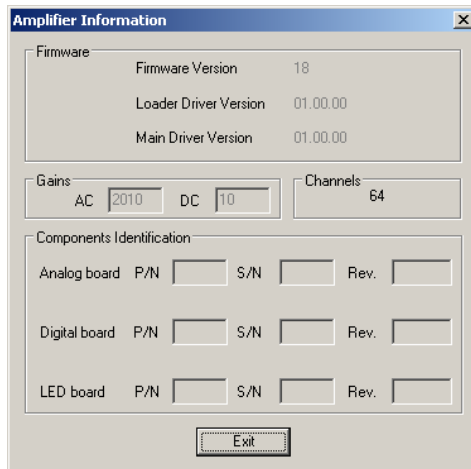 Amplifier Information
Firmware
Firmware Version 18
Loader Driver Version 01.00.00
Main Driver Version 01.00.00
Gains
AC 2010 DC 10
Channels
64
Components Identification
Analog board P/N S/N Rev.
Digital board P/N S/N Rev.
LED board P/N S/N Rev.
Exit